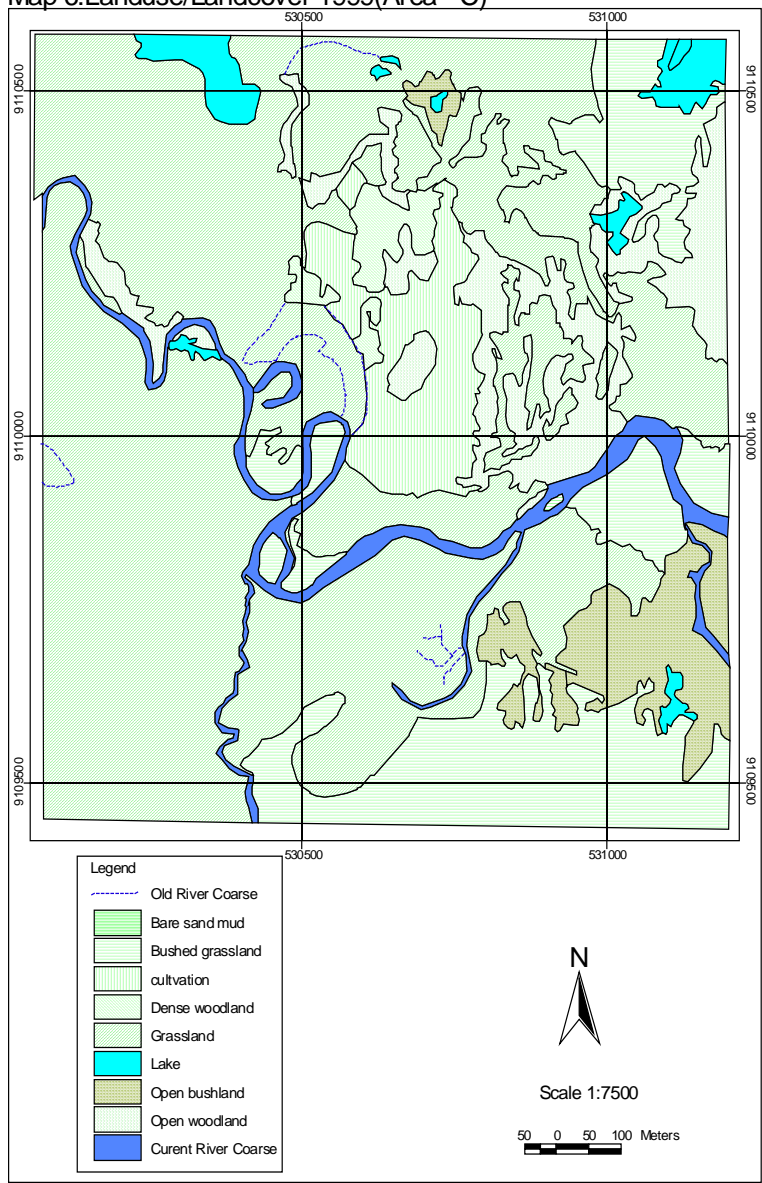 Map 6:Landuse/Landcover 1999(Area "C")
530500 531000
9110500 9110500
9110000 9110000
9109500 9109500
530500 531000
Legend
Old River Coarse
Bare sand mud
Bushed grassland
cultvation
Dense woodland
Grassland
Lake
Open bushland
Open woodland
Curent River Coarse
N
Scale 1:7500
50 0 50 100 Meters